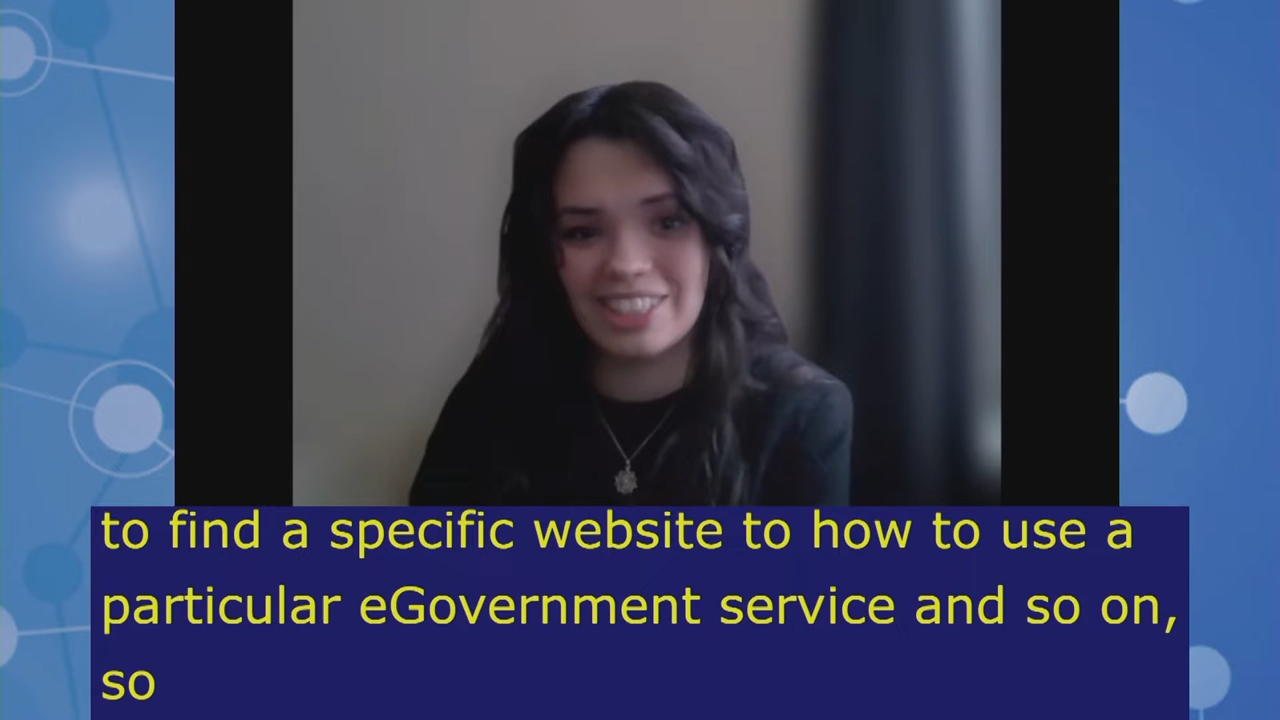 to find a specific website to how to use a
particular eGovernment service and so on,
so